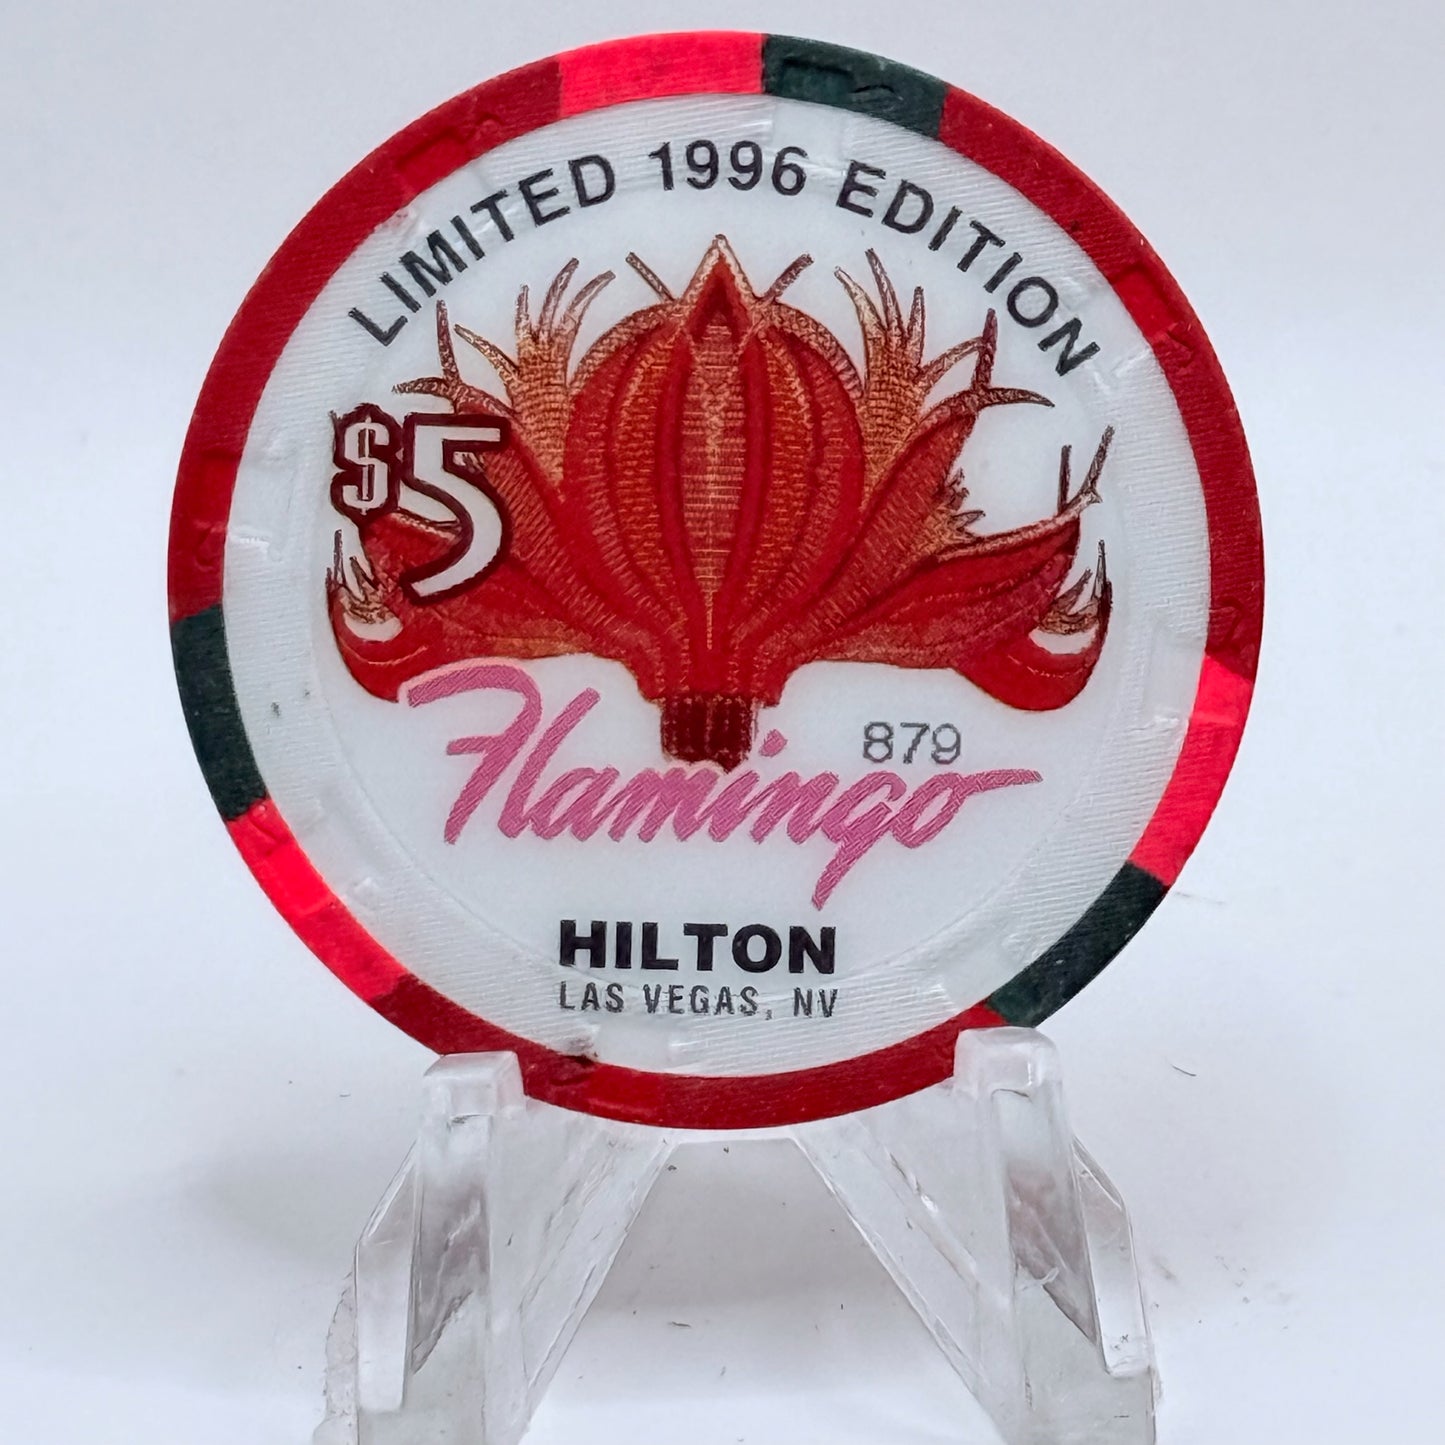 LIMITED 1996 EDITION
$5
879
Flamingo
HILTON
LAS VEGAS, NV